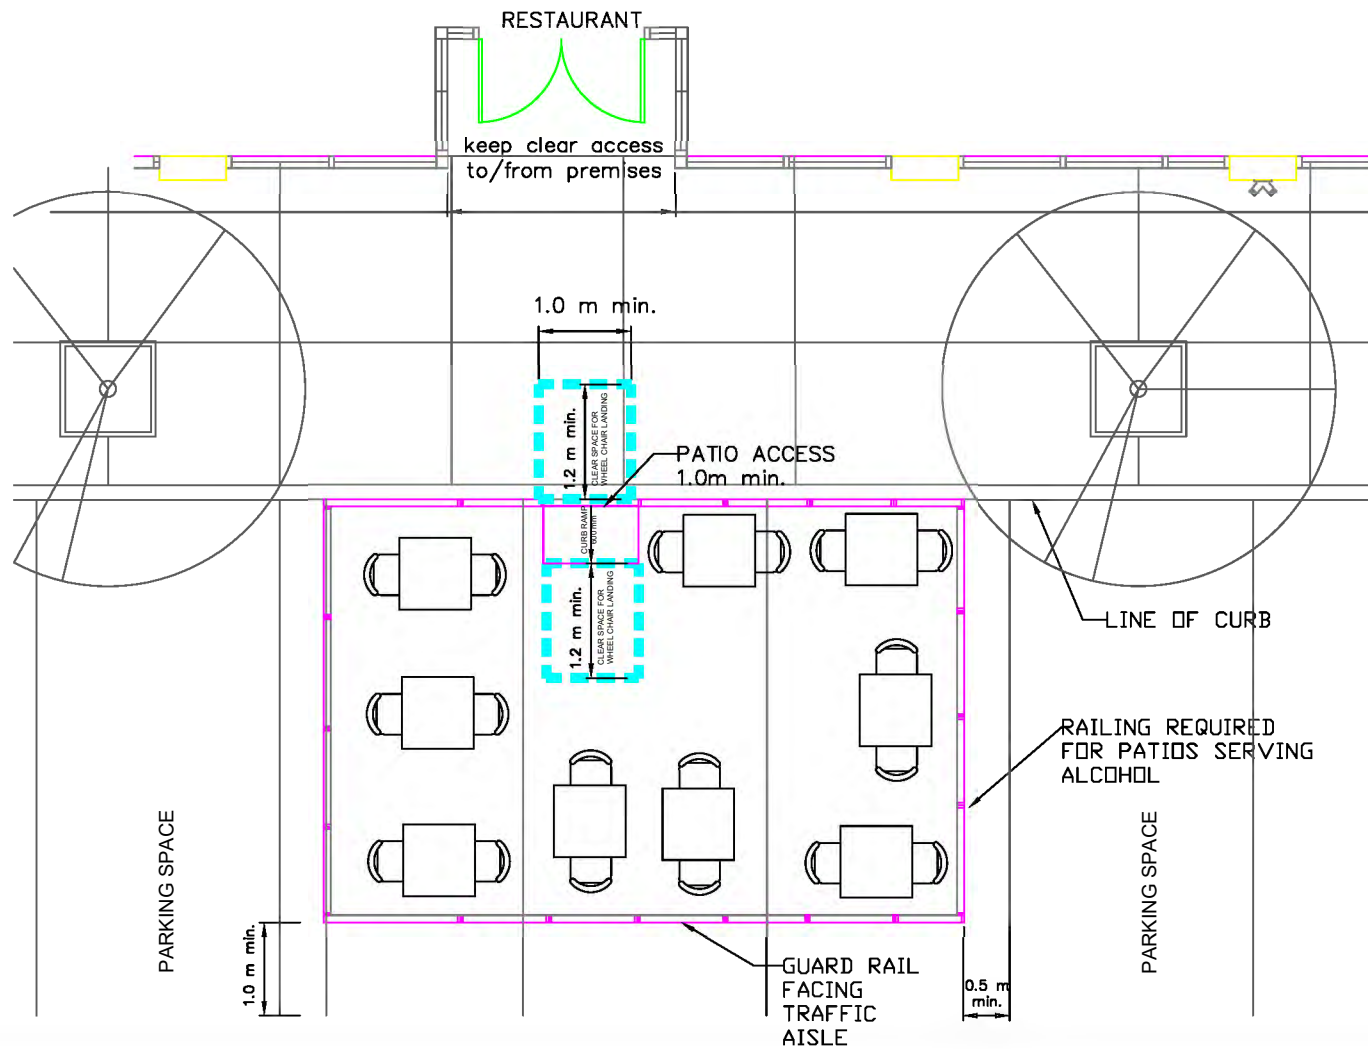 RESTAURANT
keep clear access
to/from premises
1.0 m min.
1.2 m min.
CLEAR SPACE FOR
WHEEL CHAIR LANDING
PATIO ACCESS
1.0m min.
CURB RAMP
600 min
1.2 m min.
CLEAR SPACE FOR
WHEEL CHAIR LANDING
LINE OF CURB
RAILING REQUIRED
FOR PATIOS SERVING
ALCOHOL
PARKING SPACE
PARKING SPACE
1.0 m min.
GUARD RAIL
FACING
TRAFFIC
AISLE
0.5 m
min.